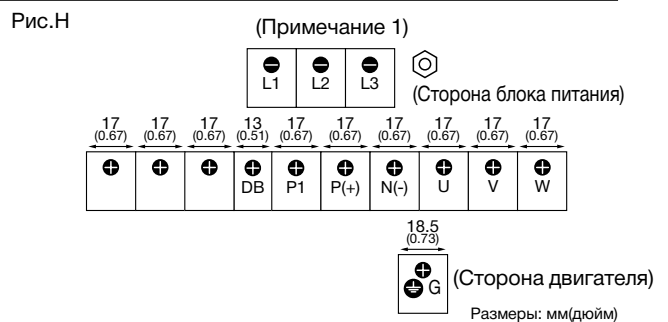 Рис.H
(Примечание 1)
L1 L2 L3
(Сторона блока питания)
17 17 17 13 17 17 17 17 17 17
(0.67) (0.67) (0.67) (0.51) (0.67) (0.67) (0.67) (0.67) (0.67) (0.67)
DB P1 P(+) N(-) U V W
18.5
(0.73)
G (Сторона двигателя)
Размеры: мм(дюйм)